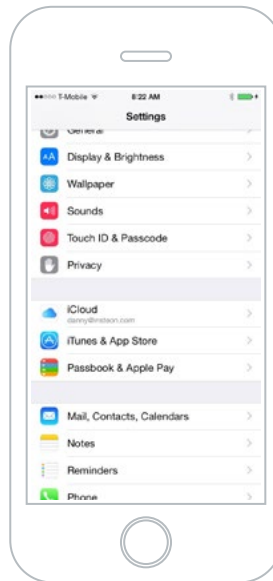 T-Mobile 8:22 AM
Settings
General
Display & Brightness
Wallpaper
Sounds
Touch ID & Passcode
Privacy
iCloud
danny@insteon.com
iTunes & App Store
Passbook & Apple Pay
Mail, Contacts, Calendars
Notes
Reminders
Phone